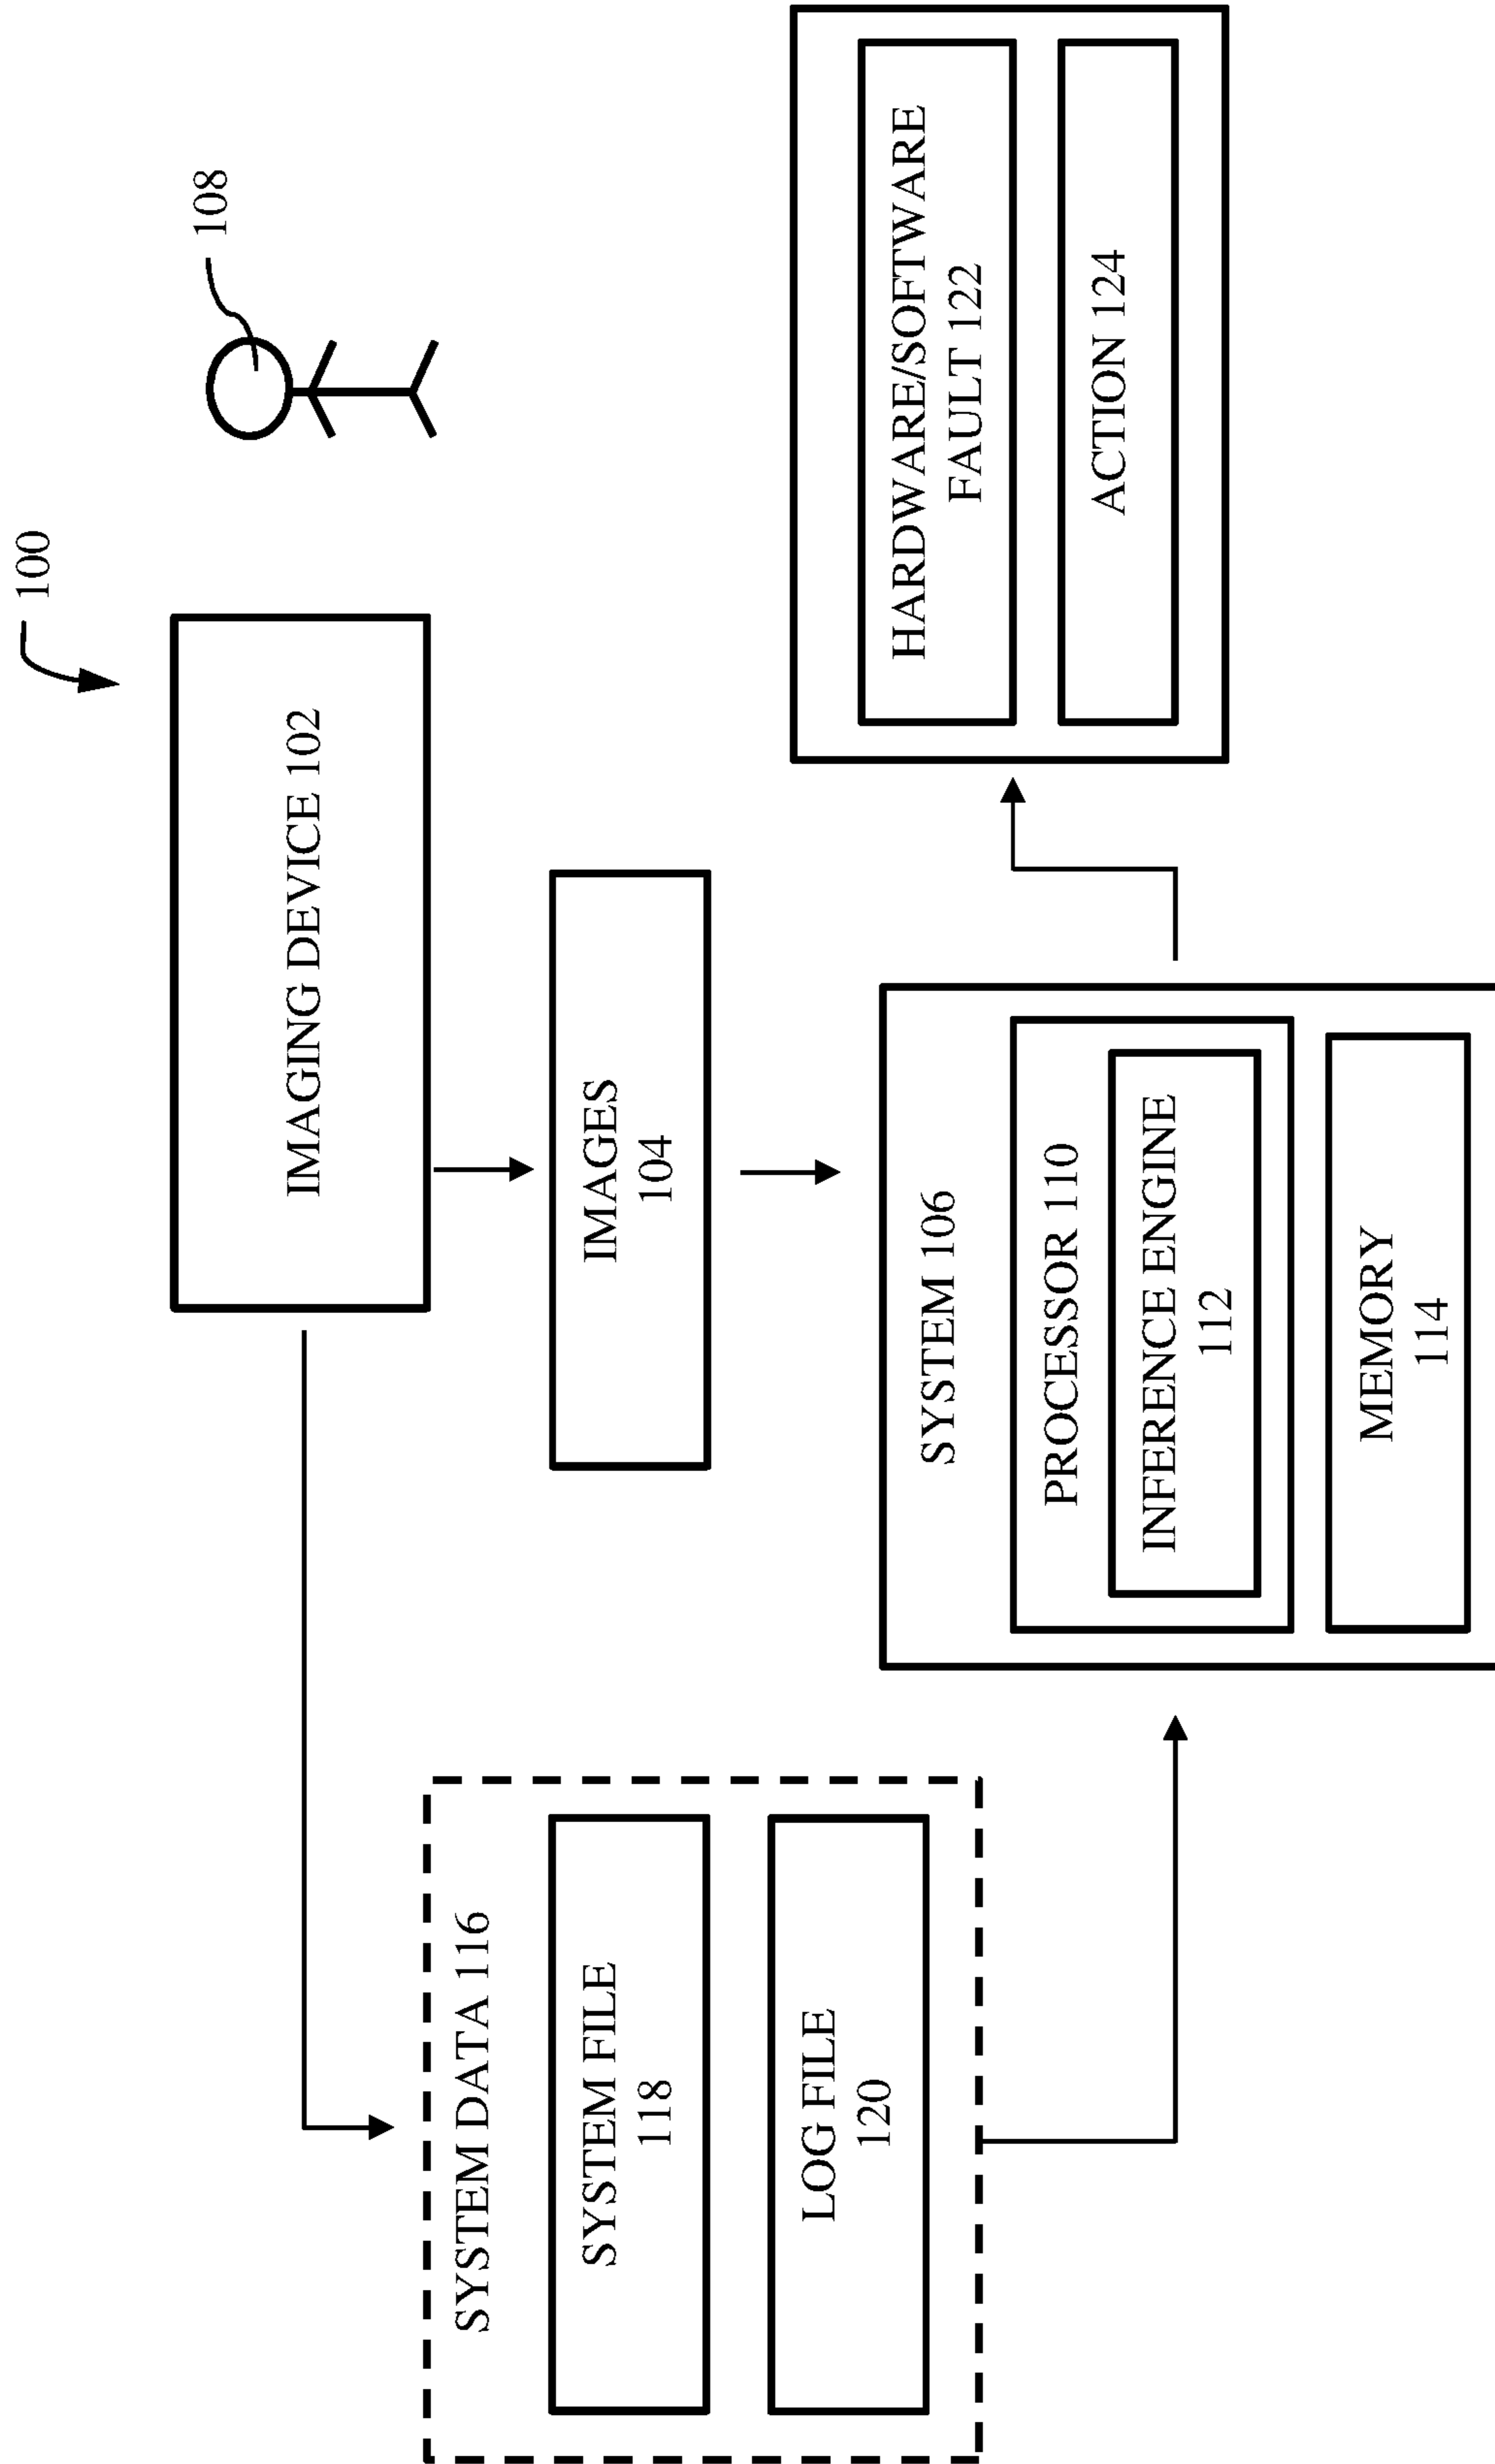 100
108
IMAGING DEVICE 102
IMAGES
104
SYSTEM DATA 116
SYSTEM FILE
118
LOG FILE
120
SYSTEM 106
PROCESSOR 110
INFERENCE ENGINE
112
MEMORY
114
HARDWARE/SOFTWARE
FAULT 122
ACTION 124